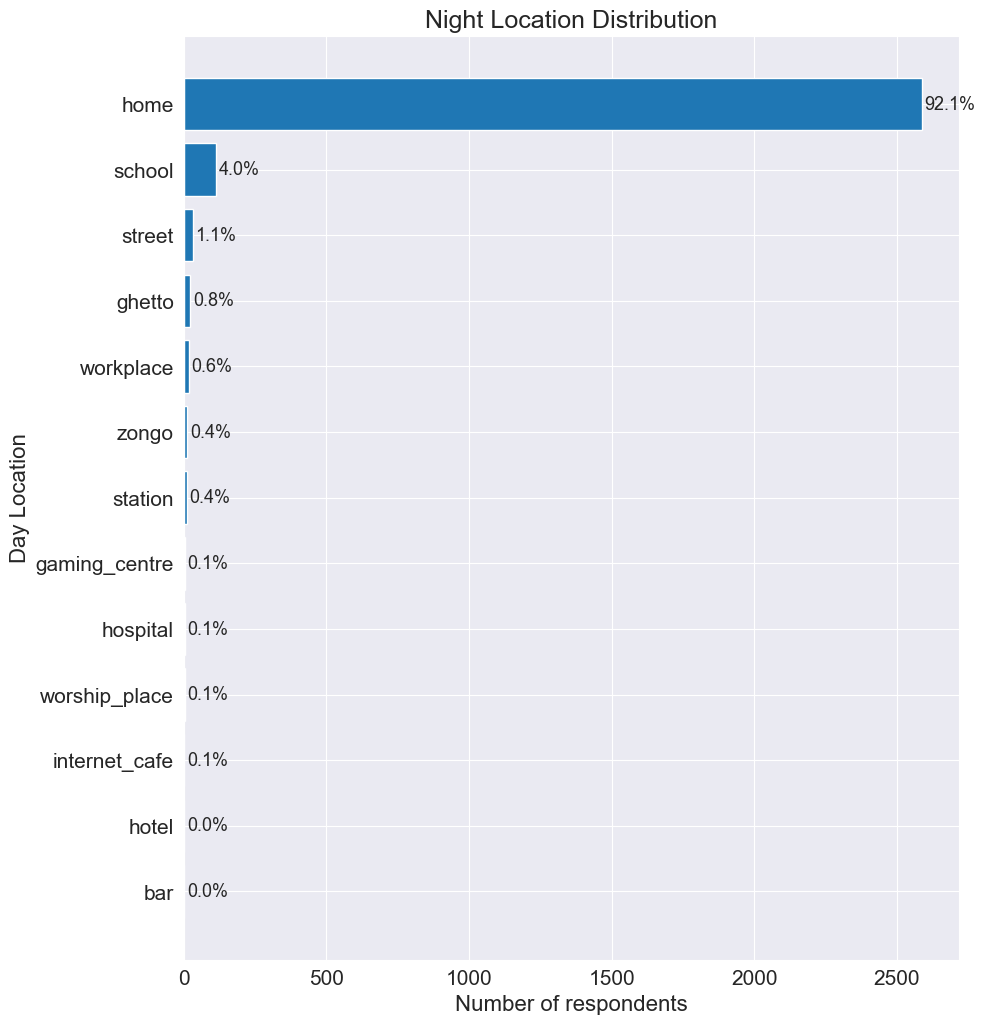 Night Location Distribution
home 92.1%
school 4.0%
street 1.1%
ghetto 0.8%
workplace 0.6%
zongo 0.4%
station 0.4%
gaming_centre 0.1%
hospital 0.1%
worship_place 0.1%
internet_cafe 0.1%
hotel 0.0%
bar 0.0%
Day Location
0 500 1000 1500 2000 2500
Number of respondents